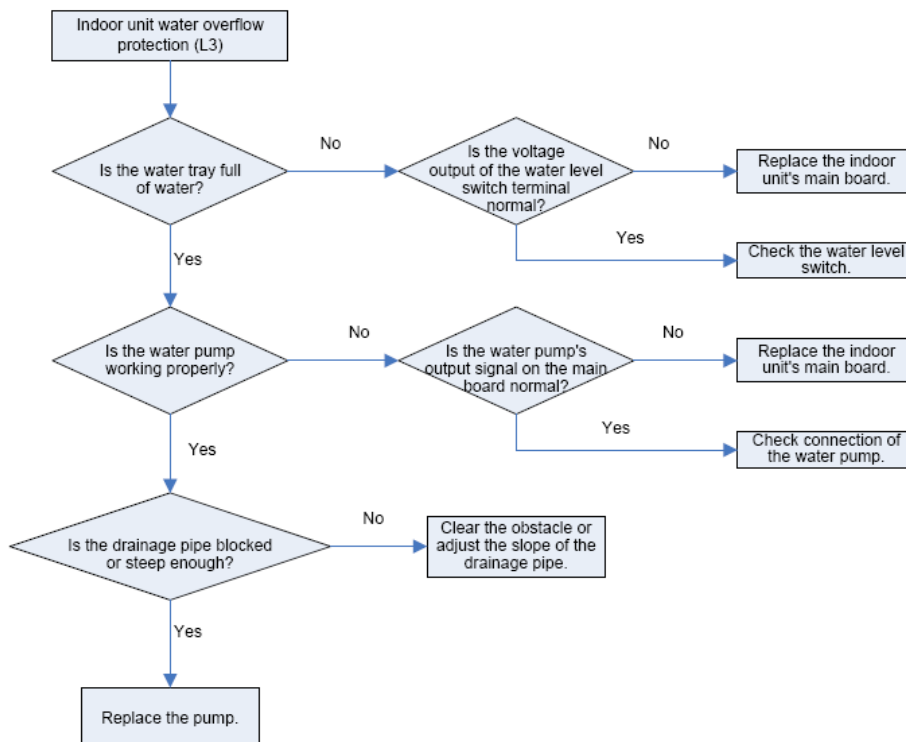 Indoor unit water overflow
protection (L3)
Is the water tray full
of water?
No
Is the voltage
output of the water level
switch terminal
normal?
No
Replace the indoor
unit's main board.
Yes
Check the water level
switch.
Yes
Is the water pump
working properly?
No
Is the water pump's
output signal on the main
board normal?
No
Replace the indoor
unit's main board.
Yes
Check connection of
the water pump.
Yes
Is the drainage pipe blocked
or steep enough?
No
Clear the obstacle or
adjust the slope of the
drainage pipe.
Yes
Replace the pump.